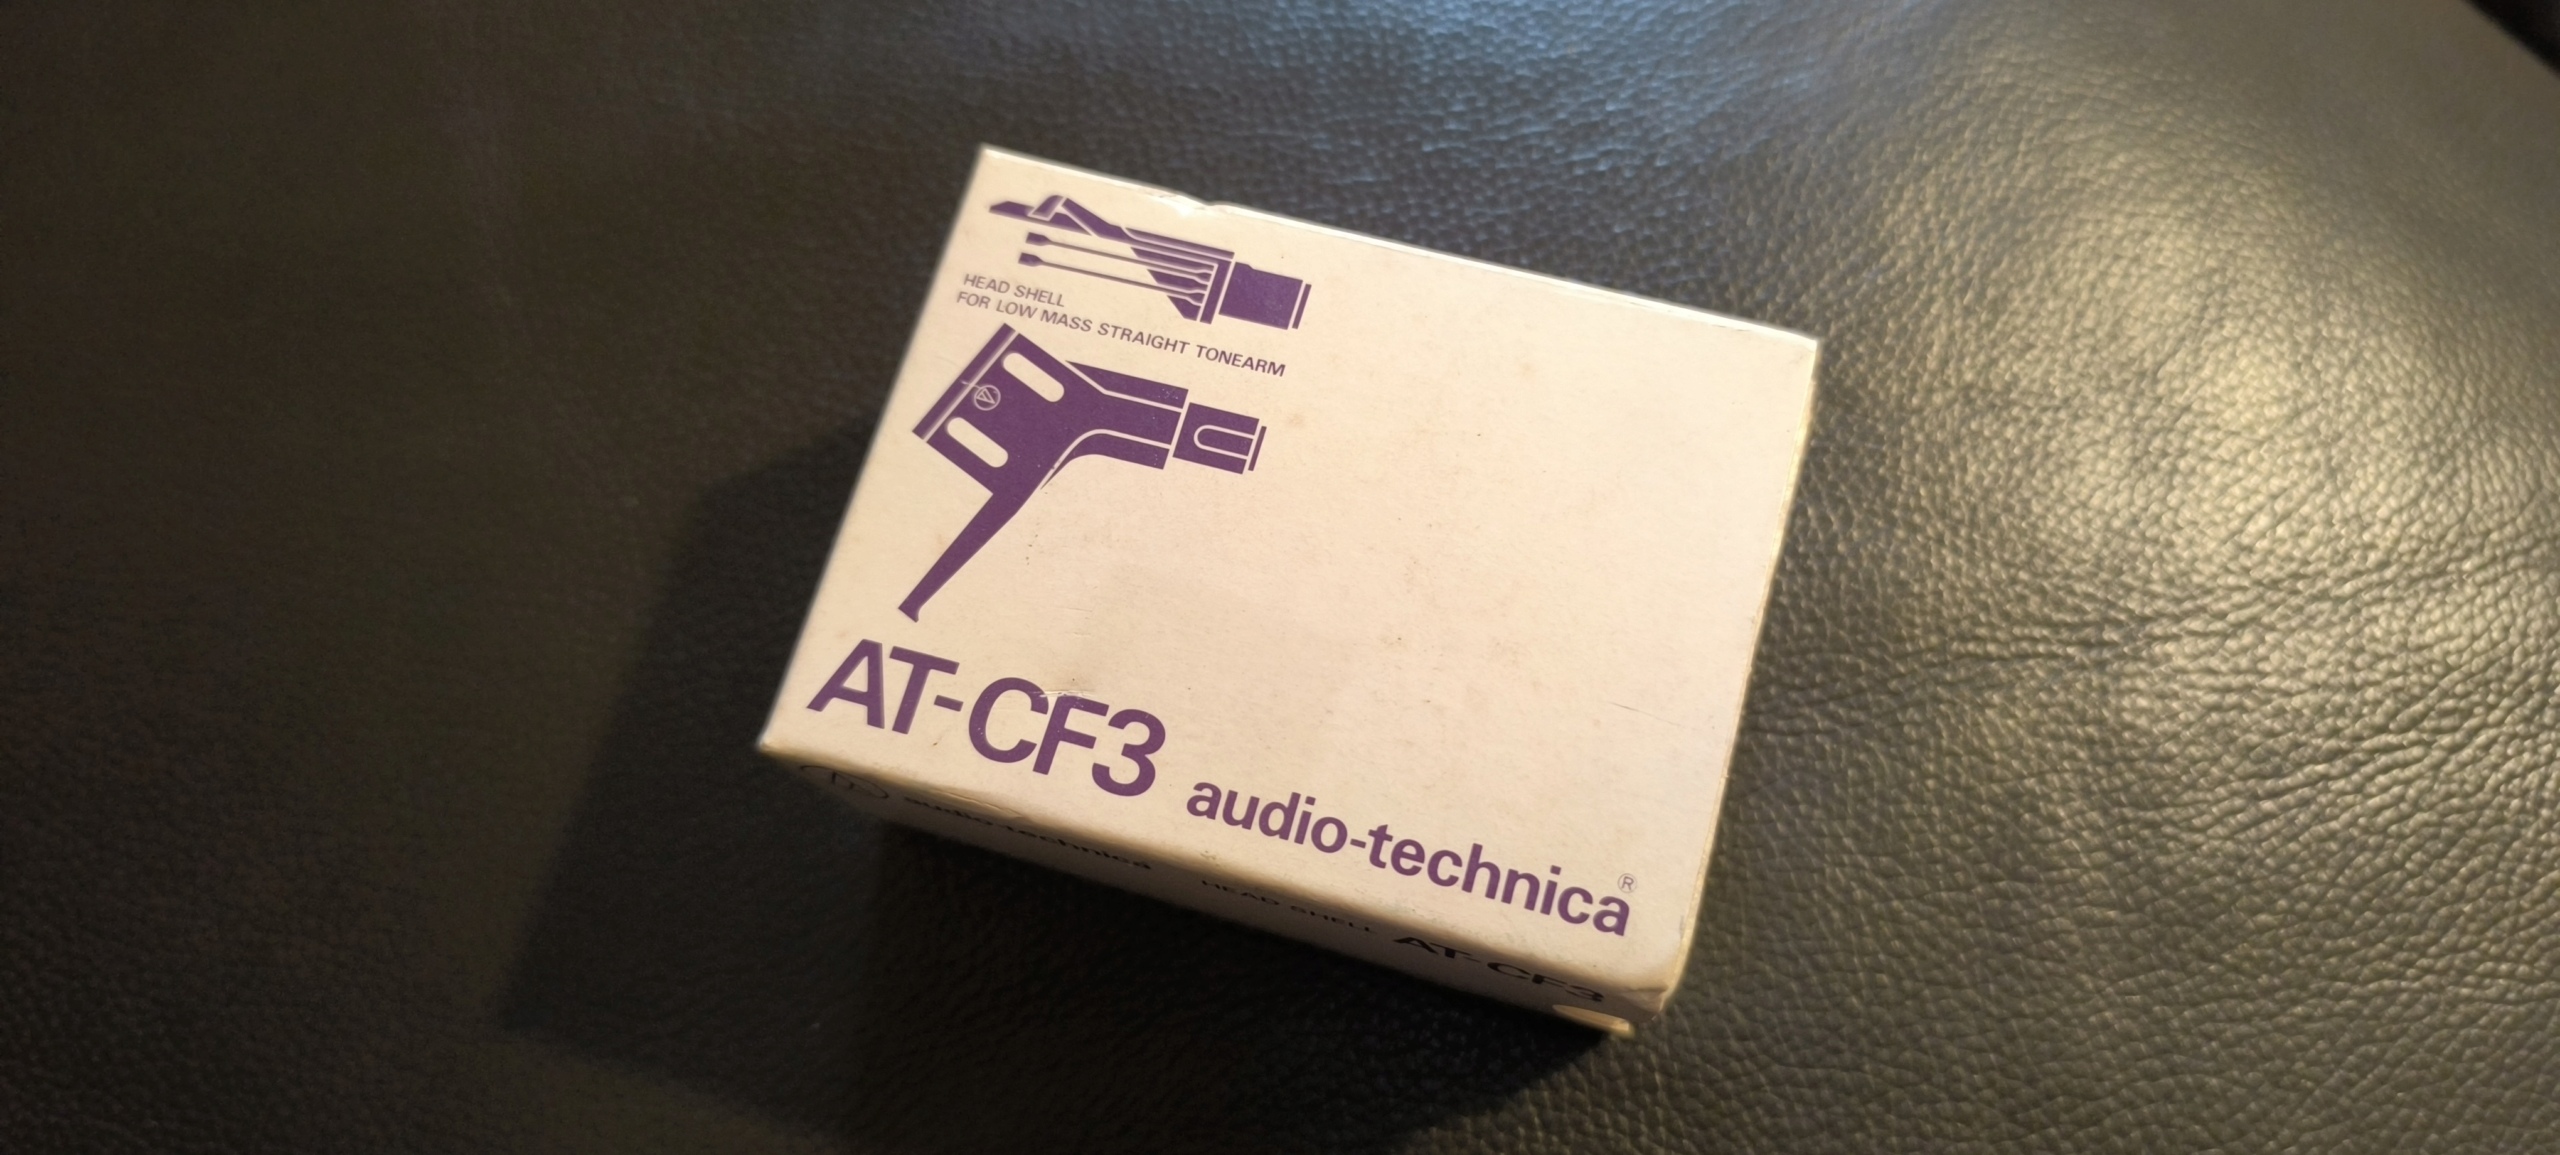 HEAD SHELL
FOR LOW MASS STRAIGHT TONEARM
AT-CF3 audio-technica®
audio-technica HEAD SHELL AT-CF3